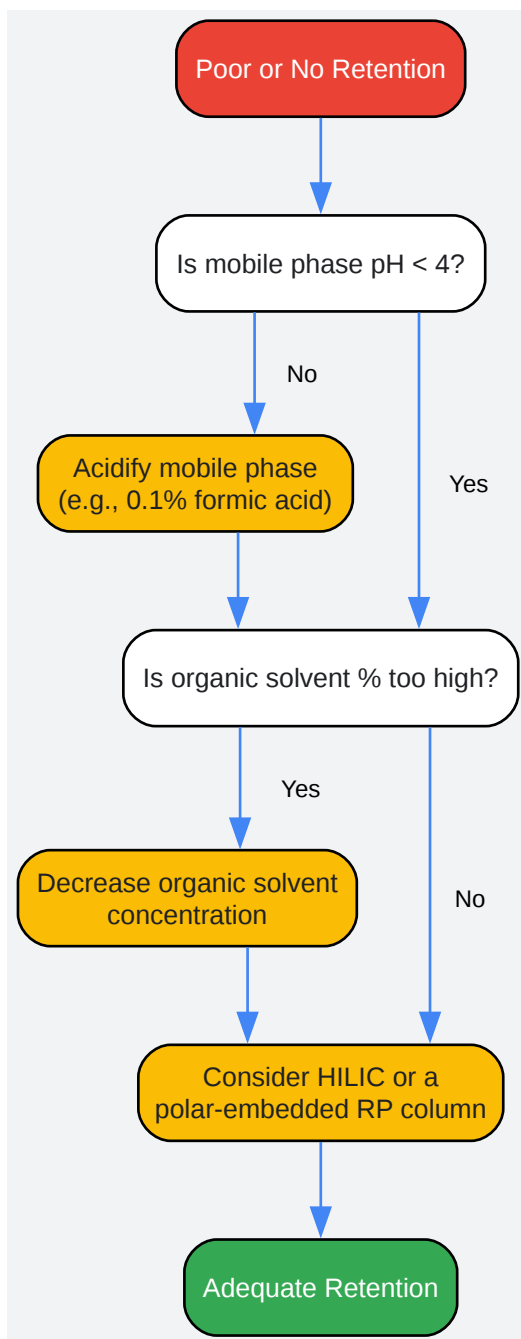 Poor or No Retention
Is mobile phase pH < 4?
No
Acidify mobile phase
(e.g., 0.1% formic acid)
Yes
Is organic solvent % too high?
Yes
Decrease organic solvent
concentration
No
Consider HILIC or a
polar-embedded RP column
Adequate Retention